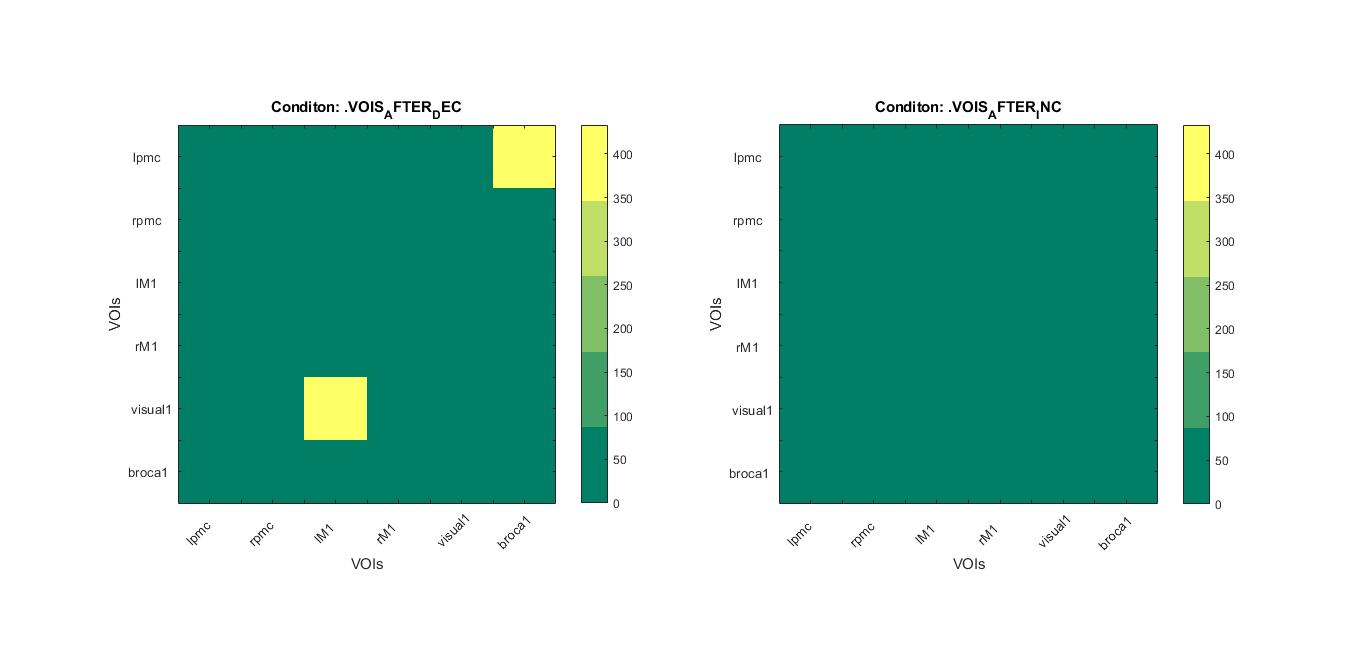 Conditon: .VOIS_AFTER_DEC
400
350
300
250
200
150
100
50
0
lpmc
rpmc
lM1
rM1
visual1
broca1
VOIs
lpmc
rpmc
lM1
rM1
visual1
broca1
VOIs
Conditon: .VOIS_AFTER_INC
400
350
300
250
200
150
100
50
0
lpmc
rpmc
lM1
rM1
visual1
broca1
VOIs
lpmc
rpmc
lM1
rM1
visual1
broca1
VOIs